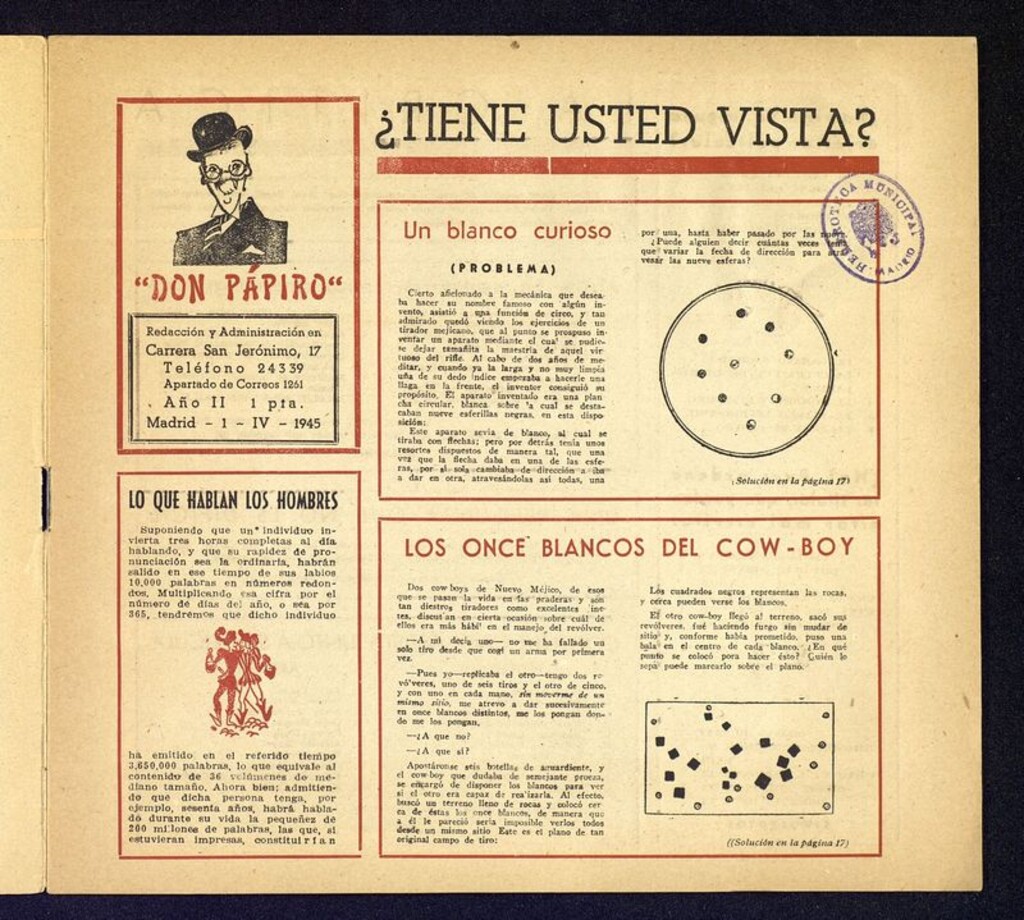 "DON PÁPIRO"
Redacción y Administración en
Carrera San Jerónimo, 17
Teléfono 24339
Apartado de Correos 1261
Año II 1 pta.
Madrid - 1 - IV - 1945
LO QUE HABLAN LOS HOMBRES
Suponiendo que un individuo in-
vierta tres horas completas al día
hablando, y que su rapidez de pro-
nunciación sea la ordinaria, habrán
salido en ese tiempo de sus labios
10.000 palabras en números redon-
dos. Multiplicando esa cifra por el
número de días del año, o sea por
365, tendremos que dicho individuo
ha emitido en el referido tiempo
3.650.000 palabras, lo que equivale al
contenido de 36 volúmenes de me-
diano tamaño. Ahora bien; admitien-
do que dicha persona tenga, por
ejemplo, sesenta años, habrá habla-
do durante su vida la pequeñez de
200 millones de palabras, las que, si
estuvieran impresas, constituirían
¿TIENE USTED VISTA?
Un blanco curioso
(PROBLEMA)
Cierto aficionado a la mecánica que desea-
ba hacer su nombre famoso con algún in-
vento, asistió a una función de circo, y tan
admirado quedó viendo los ejercicios de un
tirador mejicano, que al punto se propuso in-
ventar un aparato mediante el cual se pudie-
se dejar tamañita la maestría de aquel vir-
tuoso del rifle. Al cabo de dos años de me-
ditar, y cuando ya la larga y no muy limpia
uña de su dedo índice empezaba a hacerle una
llaga en la frente, el inventor consiguió su
propósito. El aparato inventado era una plan
cha circular, blanca sobre la cual se desta-
caban nueve esferillas negras, en esta dispo-
sición:
Este aparato servía de blanco, al cual se
tiraba con flechas; pero por detrás tenía unos
resortes dispuestos de manera tal, que una
vez que la flecha daba en una de las esfe-
ras, por sí sola cambiaba de dirección a iba
a dar en otra, atravesándolas así todas, una
por una, hasta haber pasado por las nueve.
¿Puede alguien decir cuántas veces
que variar la fecha de dirección para
vesar las nueve esferas?
HEMEROTECA MUNICIPAL
MADRID
(Solución en la página 17)
LOS ONCE BLANCOS DEL COW-BOY
Dos cow-boys de Nuevo Méjico, de esos
que se pasan la vida en las praderas y son
tan diestros tiradores como excelentes jine-
tes, discutían en cierta ocasión sobre cuál de
ellos era más hábil en el manejo del revólver.
—A mí decía uno— no me ha fallado un
solo tiro desde que cogí un arma por primera
vez.
—Pues yo—replicaba el otro—tengo dos re-
vólveres, uno de seis tiros y el otro de cinco,
y con uno en cada mano, sin moverme de un
mismo sitio, me atrevo a dar sucesivamente
en once blancos distintos, me los pongan don-
de me los pongan.
—¿A que no?
—¿A que sí?
Apostáronse seis botellas de aguardiente, y
el cow-boy que dudaba de semejante proeza,
se encargó de disponer los blancos para ver
si el otro era capaz de realizarla. Al efecto,
buscó un terreno lleno de rocas y colocó cer-
ca de éstas los once blancos, de manera que
a él le pareció sería imposible verlos todos
desde un mismo sitio Este es el plano de tan
original campo de tiro:
Los cuadrados negros representan las rocas,
y cerca pueden verse los blancos.
El otro cow-boy llegó al terreno, sacó sus
revólveres, fué haciendo fuego sin mudar de
sitio y, conforme había prometido, puso una
bala en el centro de cada blanco. ¿En qué
punto se colocó para hacer ésto? Quien lo
sepa puede marcarlo sobre el plano.
((Solución en la página 17)